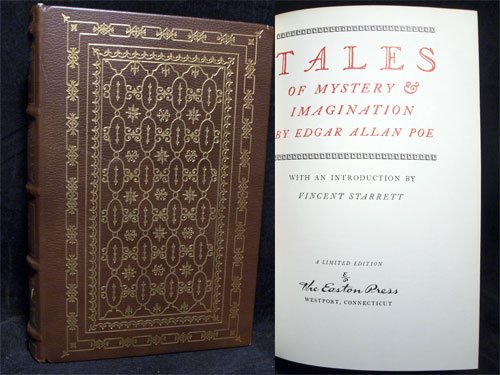 TALES
OF MYSTERY &
IMAGINATION
BY EDGAR ALLAN POE
WITH AN INTRODUCTION BY
VINCENT STARRETT
A LIMITED EDITION
The Easton Press
WESTPORT, CONNECTICUT